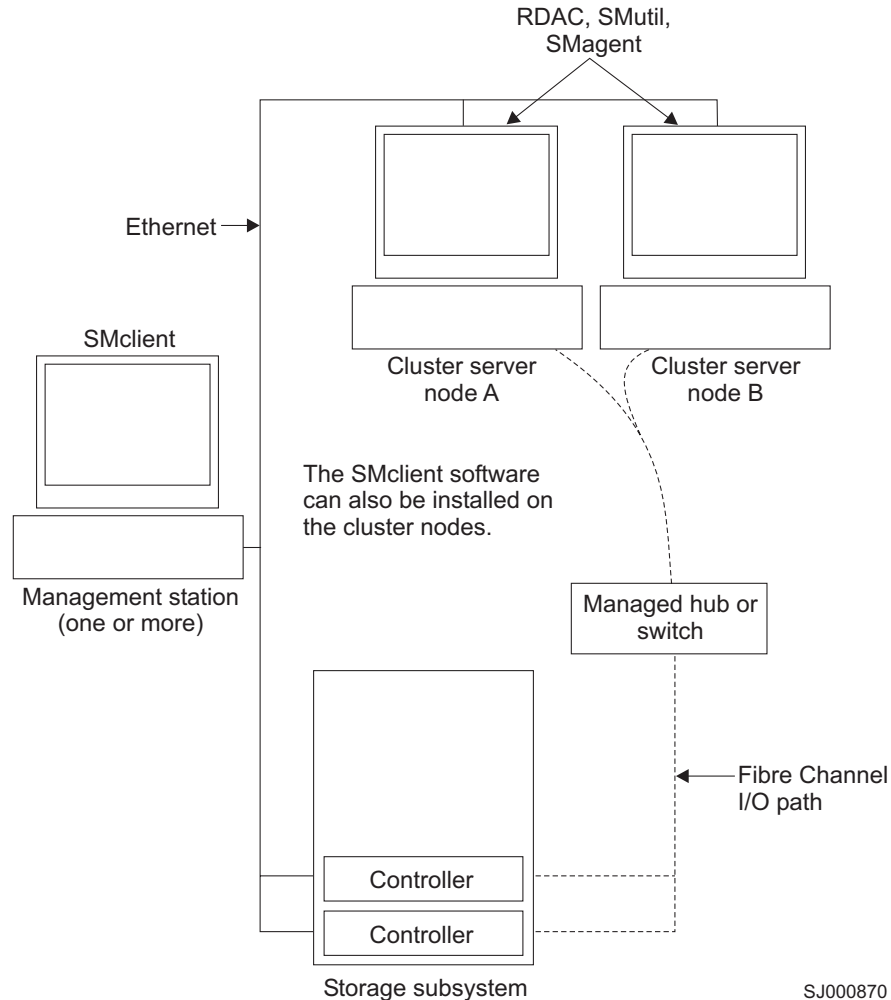 RDAC, SMutil,
SMagent
Ethernet
SMclient
Cluster server
node A
Cluster server
node B
The SMclient software
can also be installed on
the cluster nodes.
Management station
(one or more)
Managed hub or
switch
Fibre Channel
I/O path
Controller
Controller
Storage subsystem
SJ000870